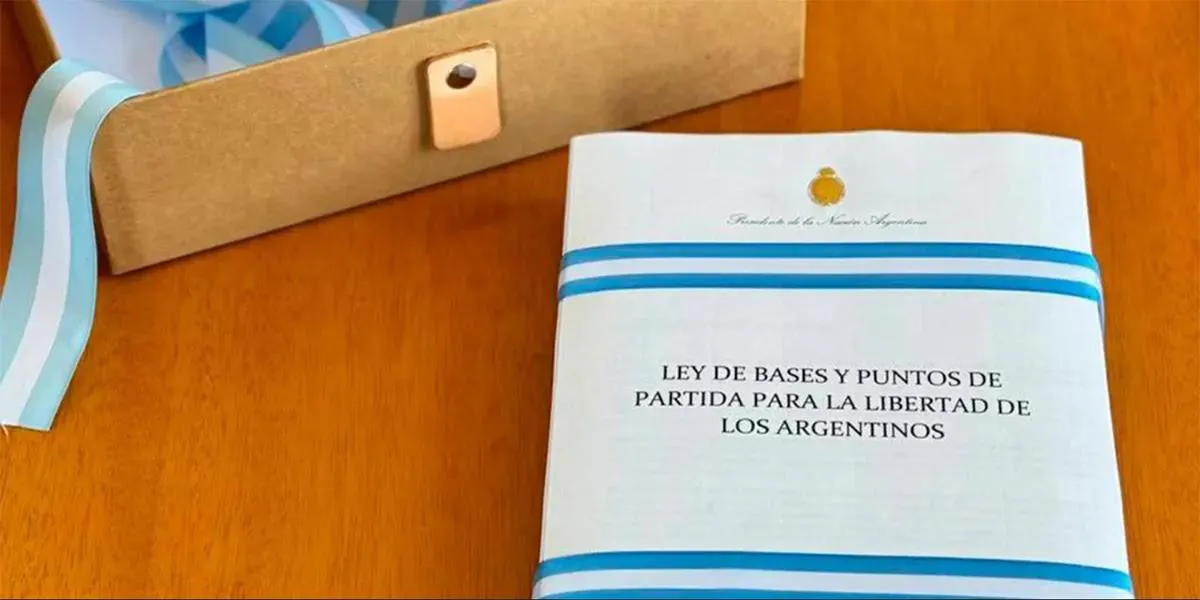 Presidente de la Nación Argentina
LEY DE BASES Y PUNTOS DE
PARTIDA PARA LA LIBERTAD DE
LOS ARGENTINOS